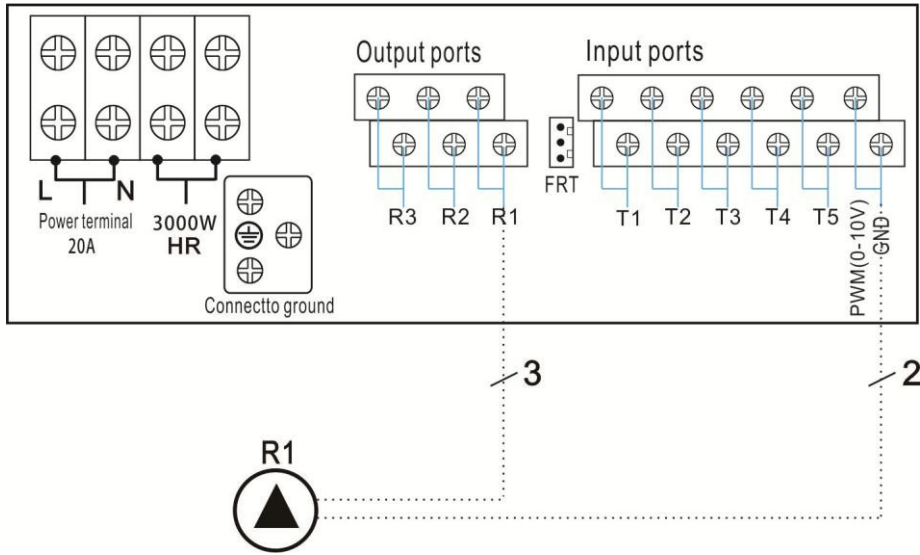 Output ports
Input ports
L N
Power terminal
20A
3000W
HR
Connectto ground
FRT
R3 R2 R1
T1 T2 T3 T4 T5
PWM(0-10V)
GND
3
2
R1